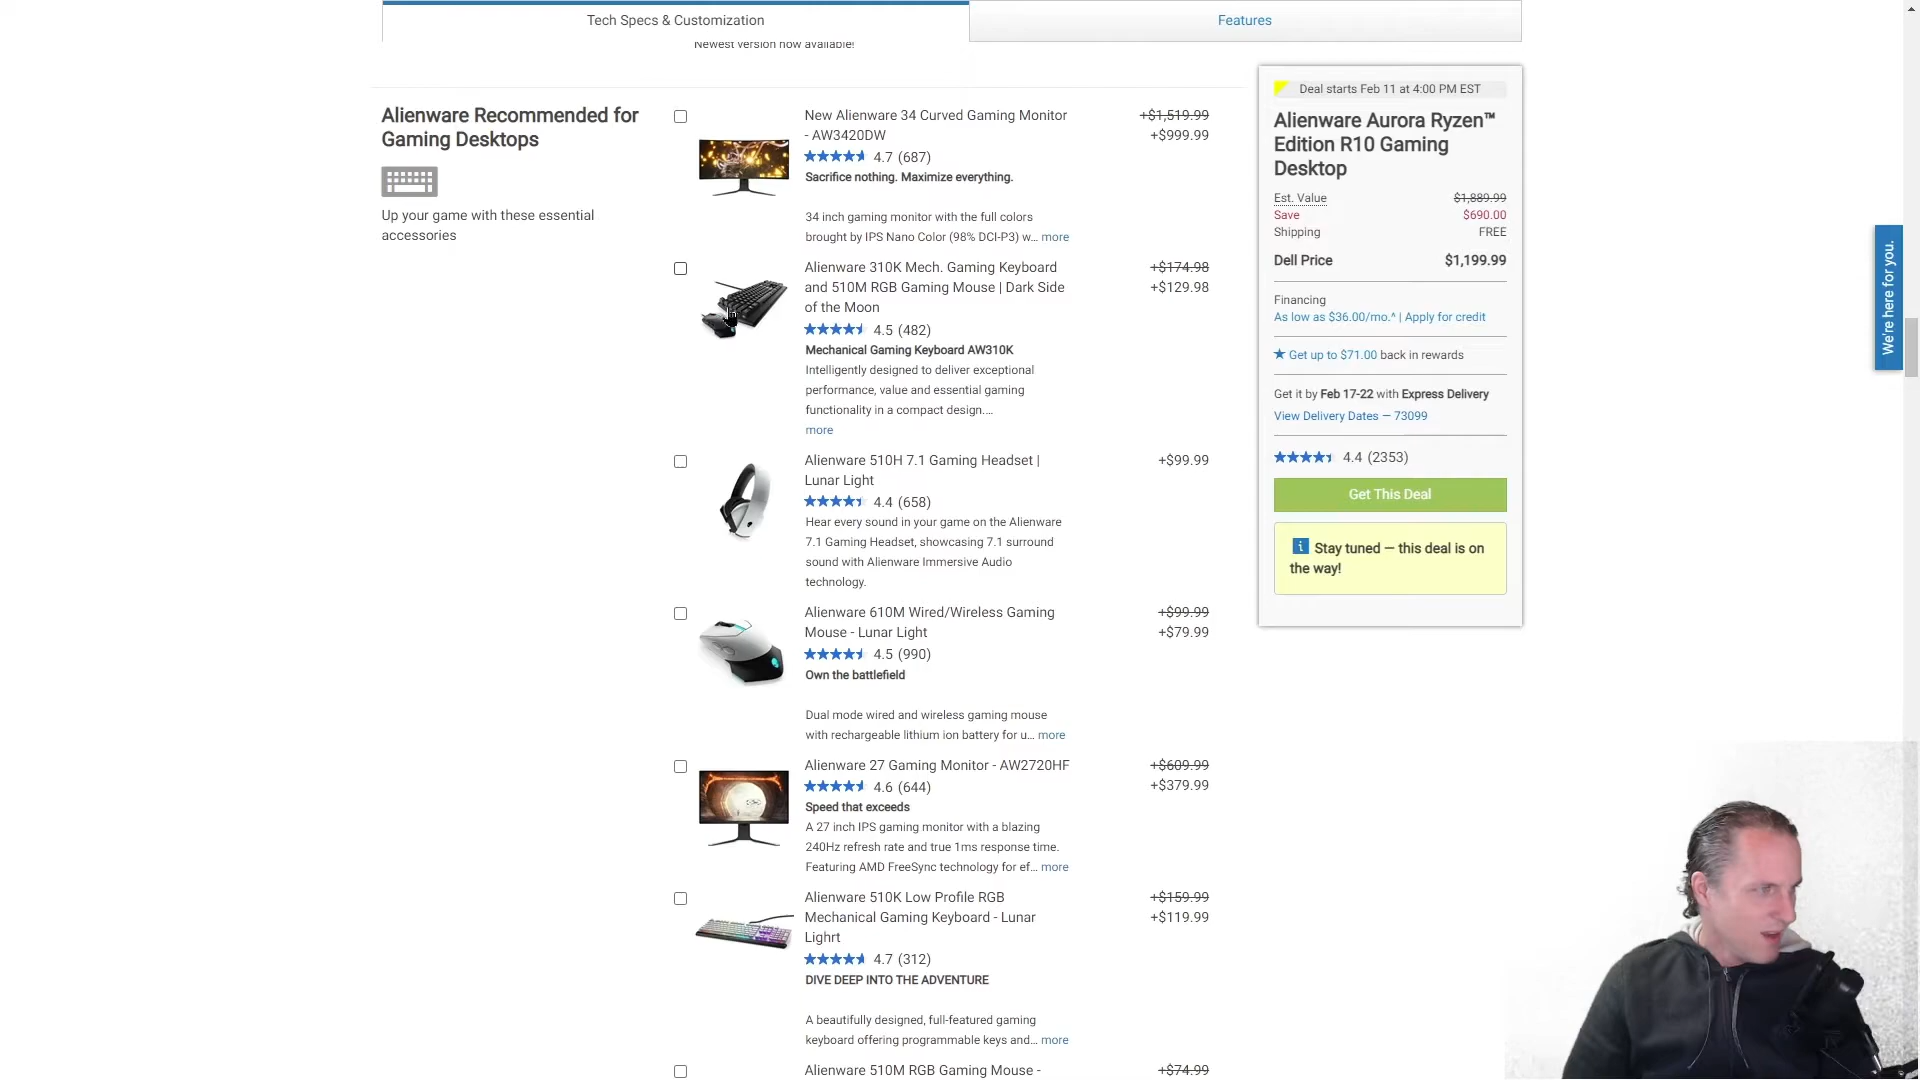 Tech Specs & Customization
Features
Newest version now available!
Alienware Recommended for
Gaming Desktops
Up your game with these essential
accessories
New Alienware 34 Curved Gaming Monitor
- AW3420DW
+$1,519.99
+$999.99
4.7 (687)
Sacrifice nothing. Maximize everything.
34 inch gaming monitor with the full colors
brought by IPS Nano Color (98% DCI-P3) w... more
Alienware 310K Mech. Gaming Keyboard
and 510M RGB Gaming Mouse | Dark Side
of the Moon
+$174.98
+$129.98
4.5 (482)
Mechanical Gaming Keyboard AW310K
Intelligently designed to deliver exceptional
performance, value and essential gaming
functionality in a compact design....
more
Alienware 510H 7.1 Gaming Headset |
Lunar Light
+$99.99
4.4 (658)
Hear every sound in your game on the Alienware
7.1 Gaming Headset, showcasing 7.1 surround
sound with Alienware Immersive Audio
technology.
Alienware 610M Wired/Wireless Gaming
Mouse - Lunar Light
+$99.99
+$79.99
4.5 (990)
Own the battlefield
Dual mode wired and wireless gaming mouse
with rechargeable lithium ion battery for u... more
Alienware 27 Gaming Monitor - AW2720HF
+$609.99
+$379.99
4.6 (644)
Speed that exceeds
A 27 inch IPS gaming monitor with a blazing
240Hz refresh rate and true 1ms response time.
Featuring AMD FreeSync technology for ef... more
Alienware 510K Low Profile RGB
Mechanical Gaming Keyboard - Lunar
Lighrt
+$159.99
+$119.99
4.7 (312)
DIVE DEEP INTO THE ADVENTURE
A beautifully designed, full-featured gaming
keyboard offering programmable keys and... more
Alienware 510M RGB Gaming Mouse -
+$74.99
Deal starts Feb 11 at 4:00 PM EST
Alienware Aurora Ryzen™
Edition R10 Gaming
Desktop
Est. Value $1,889.99
Save $690.00
Shipping FREE
Dell Price $1,199.99
Financing
As low as $36.00/mo.^ | Apply for credit
Get up to $71.00 back in rewards
Get it by Feb 17-22 with Express Delivery
View Delivery Dates — 73099
4.4 (2353)
Get This Deal
Stay tuned — this deal is on
the way!
We're here for you.